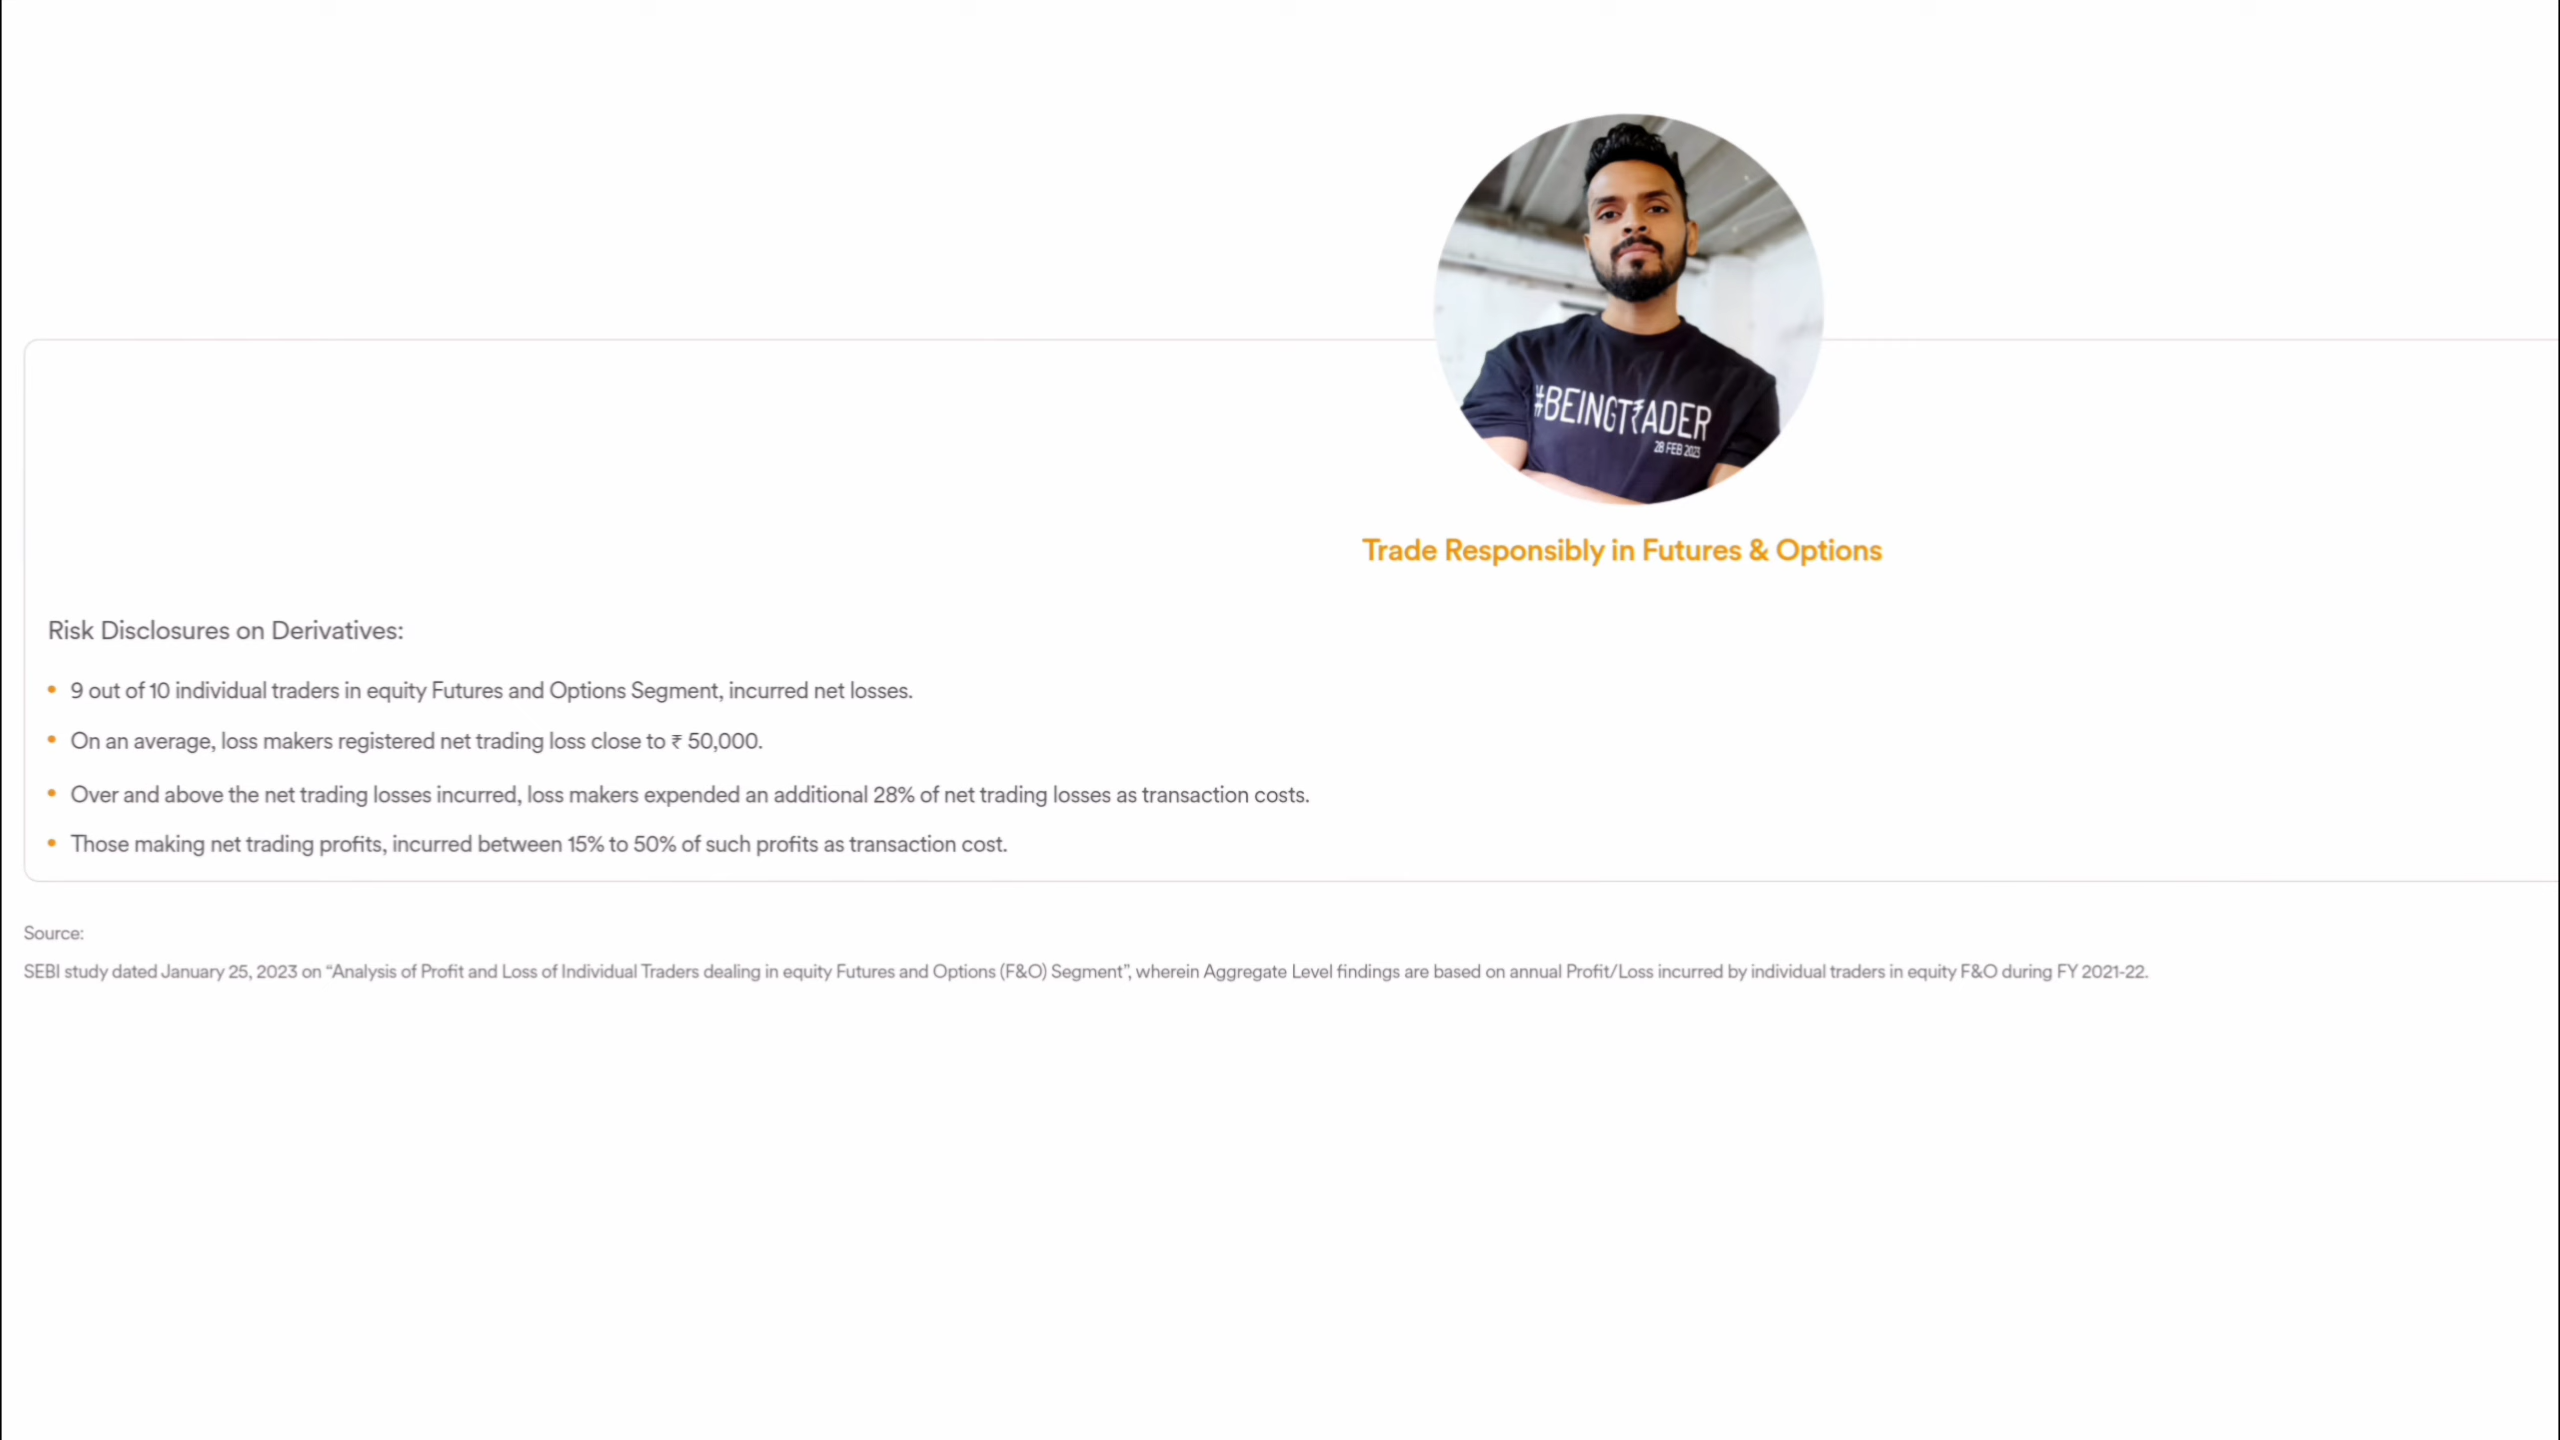 #BEINGT₹ADER
28 FEB 2023
Trade Responsibly in Futures & Options
Risk Disclosures on Derivatives:
• 9 out of 10 individual traders in equity Futures and Options Segment, incurred net losses.
• On an average, loss makers registered net trading loss close to ₹ 50,000.
• Over and above the net trading losses incurred, loss makers expended an additional 28% of net trading losses as transaction costs.
• Those making net trading profits, incurred between 15% to 50% of such profits as transaction cost.
Source:
SEBI study dated January 25, 2023 on “Analysis of Profit and Loss of Individual Traders dealing in equity Futures and Options (F&O) Segment”, wherein Aggregate Level findings are based on annual Profit/Loss incurred by individual traders in equity F&O during FY 2021-22.